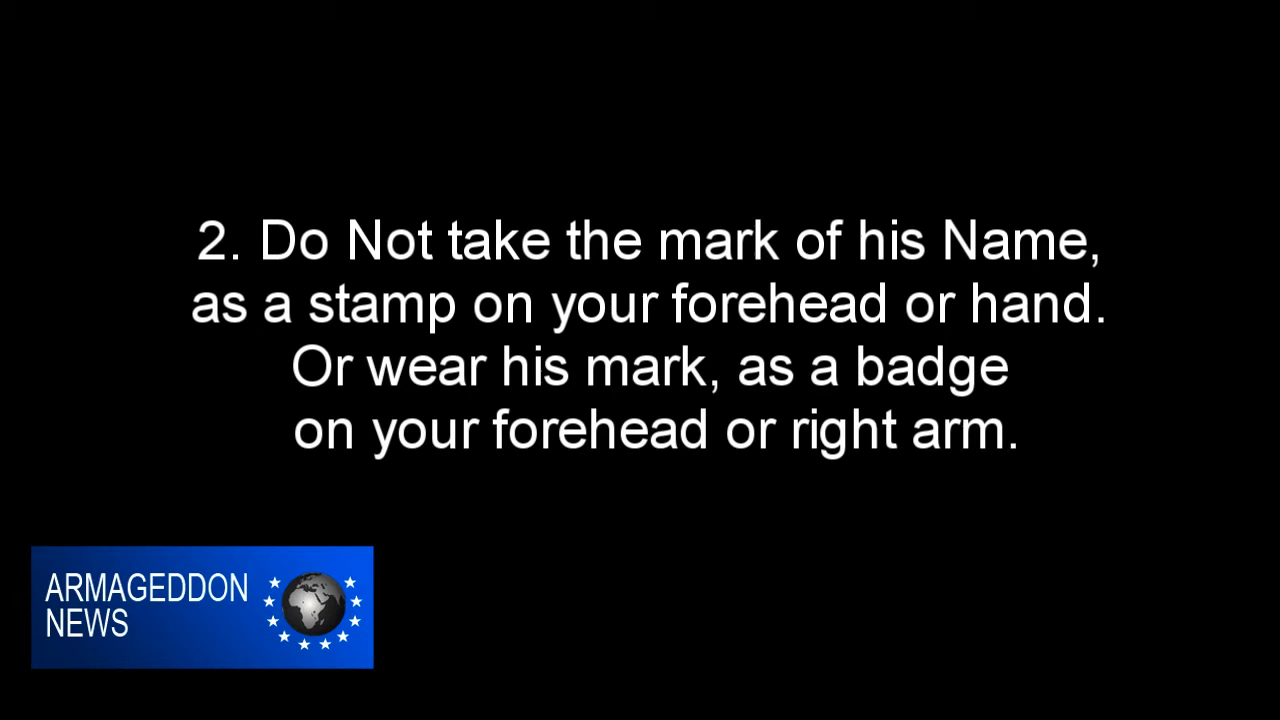 2. Do Not take the mark of his Name,
as a stamp on your forehead or hand.
Or wear his mark, as a badge
on your forehead or right arm.
ARMAGEDDON
NEWS